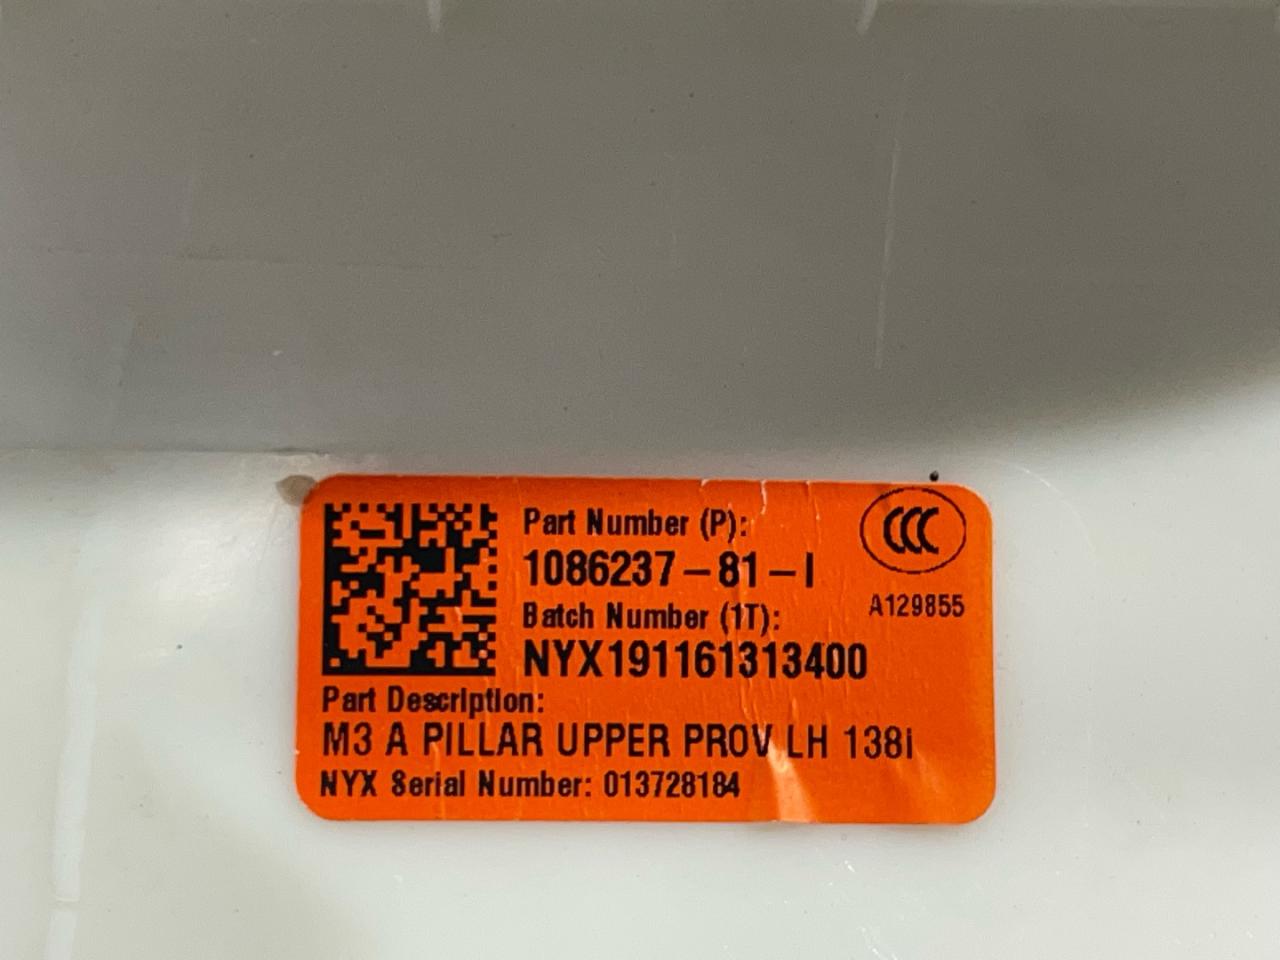 Part Number (P):
1086237-81-I
Batch Number (1T):
NYX191161313400
CCC
A129855
Part Description:
M3 A PILLAR UPPER PROV LH 138i
NYX Serial Number: 013728184